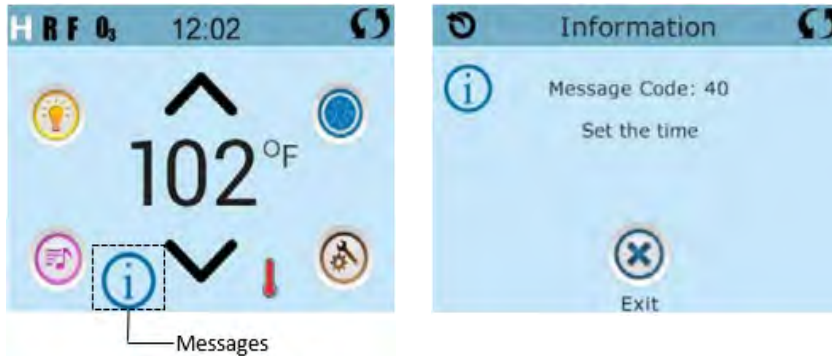 H R F O₃ 12:02
102°F
Messages
Information
Message Code: 40
Set the time
Exit